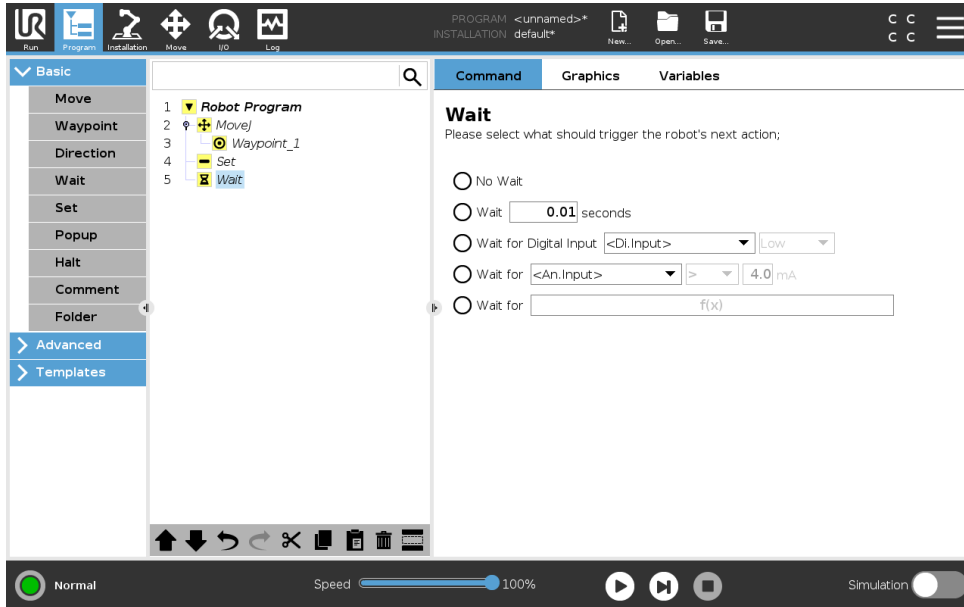 PROGRAM <unnamed>*
INSTALLATION default*
UR
Run Program Installation Move I/O Log
New... Open... Save...
C C
C C
Basic
Move
Waypoint
Direction
Wait
Set
Popup
Halt
Comment
Folder
Advanced
Templates
1 Robot Program
2 MoveJ
3 Waypoint_1
4 Set
5 Wait
Command Graphics Variables
Wait
Please select what should trigger the robot's next action;
No Wait
Wait 0.01 seconds
Wait for Digital Input <Di.Input> Low
Wait for <An.Input> > 4.0 mA
Wait for f(x)
Normal Speed 100% Simulation